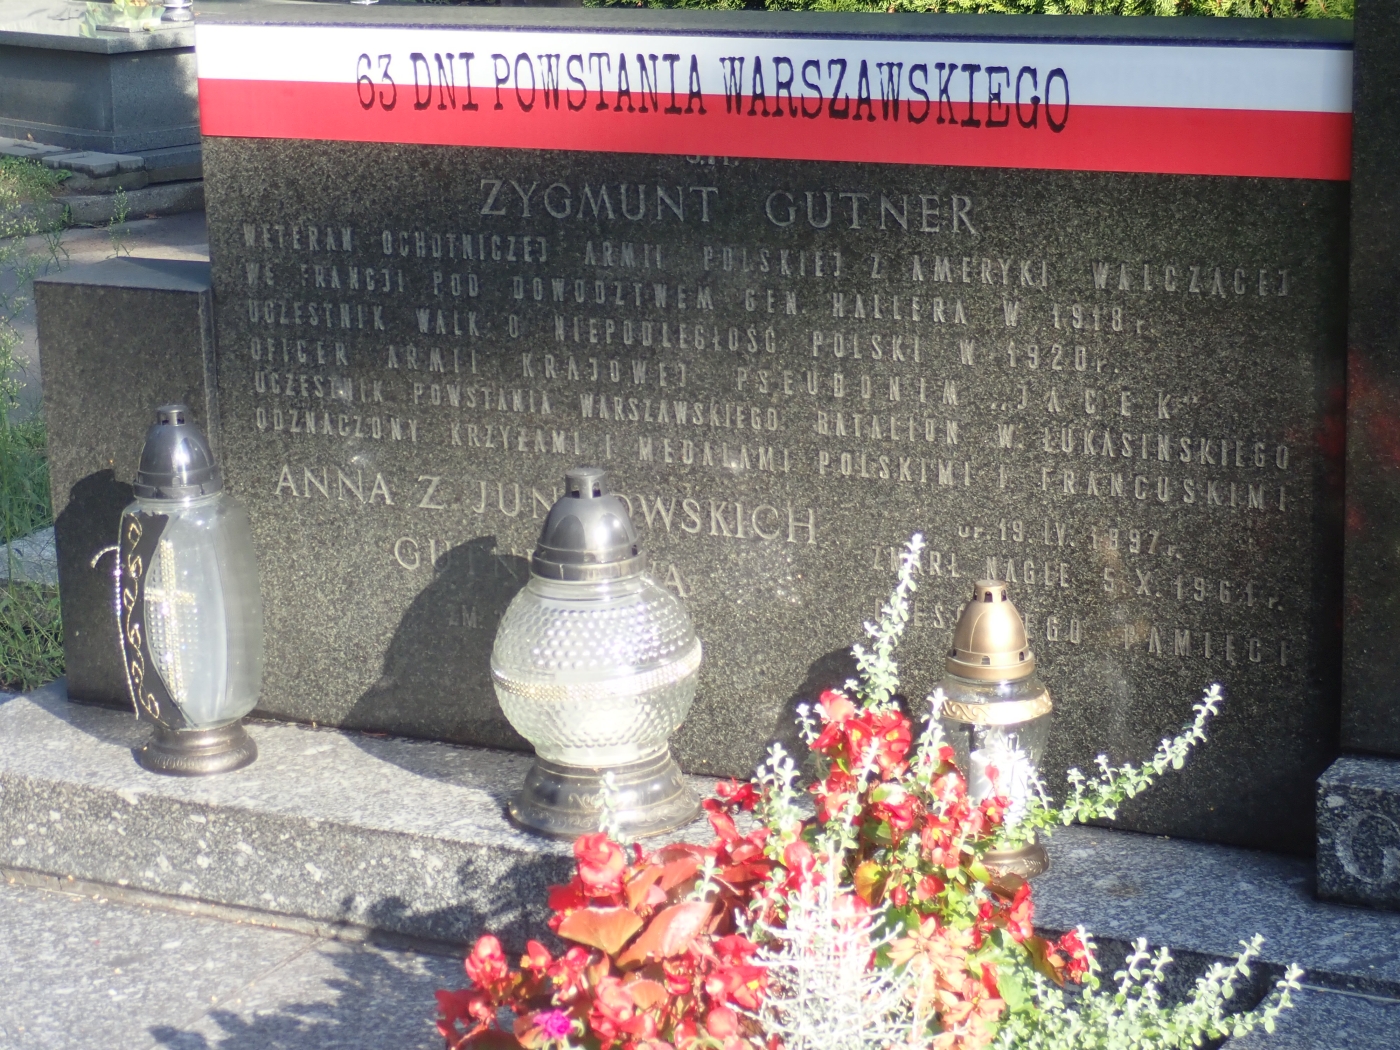 63 DNI POWSTANIA WARSZAWSKIEGO
ZYGMUNT GUTNER
WETERAN OCHOTNICZEJ ARMII POLSKIEJ Z AMERYKI WALCZĄCEJ
WE FRANCJI POD DOWÓDZTWEM GEN. HALLERA W 1918 r.
UCZESTNIK WALK O NIEPODLEGŁOŚĆ POLSKI W 1920 r.
OFICER ARMII KRAJOWEJ PSEUDONIM „JACEK”
UCZESTNIK POWSTANIA WARSZAWSKIEGO BATALION W. ŁUKASIŃSKIEGO
ODZNACZONY KRZYŻAMI I MEDALAMI POLSKIMI I FRANCUSKIMI
ANNA Z
ur. 19. IV. 1897 r.
ZMARŁ NAGLE 5. X. 1961 r.
PAMIĘCI